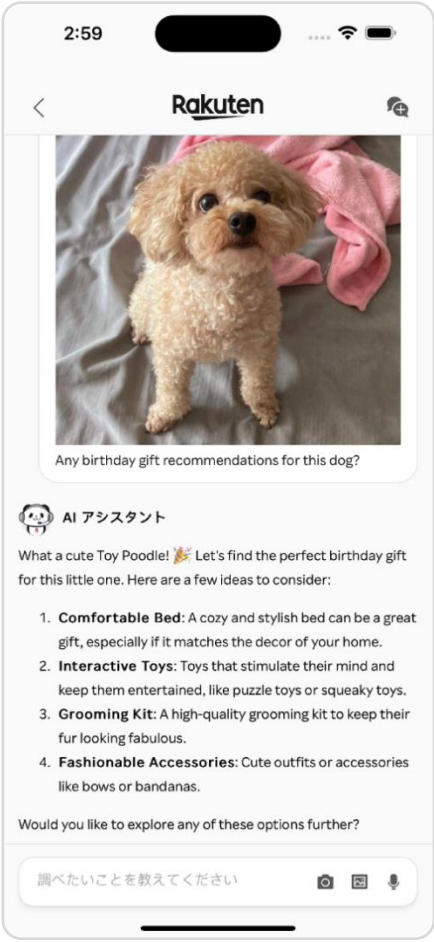 2:59
Rakuten
Any birthday gift recommendations for this dog?
AI アシスタント
What a cute Toy Poodle! 🎉 Let's find the perfect birthday gift
for this little one. Here are a few ideas to consider:
1. Comfortable Bed: A cozy and stylish bed can be a great
gift, especially if it matches the decor of your home.
2. Interactive Toys: Toys that stimulate their mind and
keep them entertained, like puzzle toys or squeaky toys.
3. Grooming Kit: A high-quality grooming kit to keep their
fur looking fabulous.
4. Fashionable Accessories: Cute outfits or accessories
like bows or bandanas.
Would you like to explore any of these options further?
調べたいことを教えてください